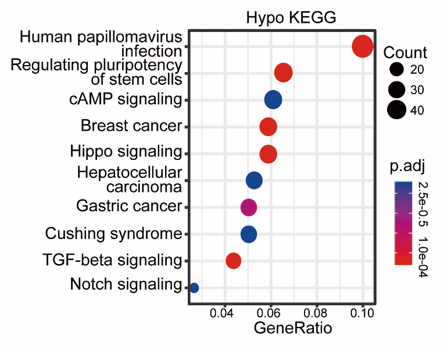 Hypo KEGG
Human papillomavirus
infection
Regulating pluripotency
of stem cells
cAMP signaling
Breast cancer
Hippo signaling
Hepatocellular
carcinoma
Gastric cancer
Cushing syndrome
TGF-beta signaling
Notch signaling
0.04 0.06 0.08 0.10
GeneRatio
Count
20
30
40
p.adj
2.5e-05
1.0e-04